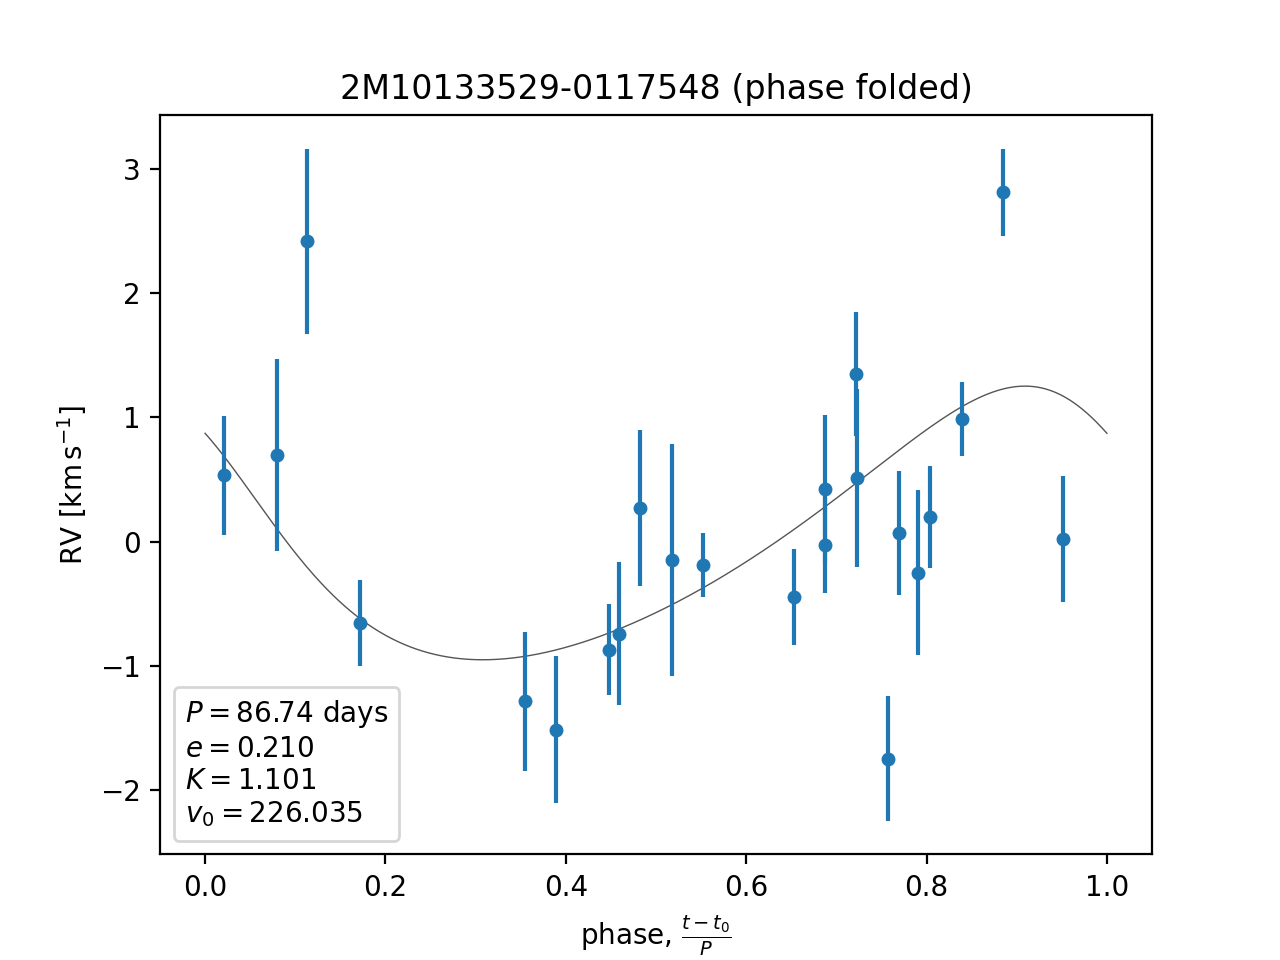 2M10133529-0117548 (phase folded)
RV [km s⁻¹]
3
2
1
0
−1
−2
P = 86.74 days
e = 0.210
K = 1.101
v₀ = 226.035
0.0 0.2 0.4 0.6 0.8 1.0
phase, (t − t₀)/P